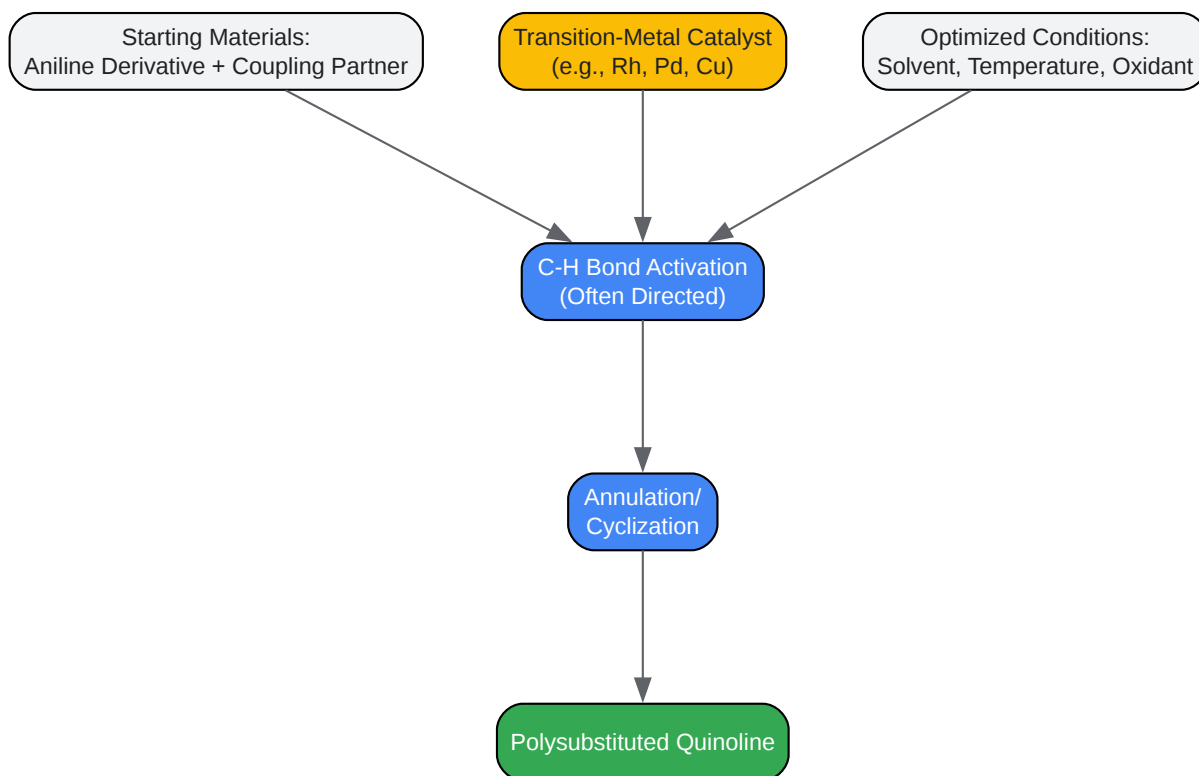 Starting Materials:
Aniline Derivative + Coupling Partner
Transition-Metal Catalyst
(e.g., Rh, Pd, Cu)
Optimized Conditions:
Solvent, Temperature, Oxidant
C-H Bond Activation
(Often Directed)
Annulation/
Cyclization
Polysubstituted Quinoline